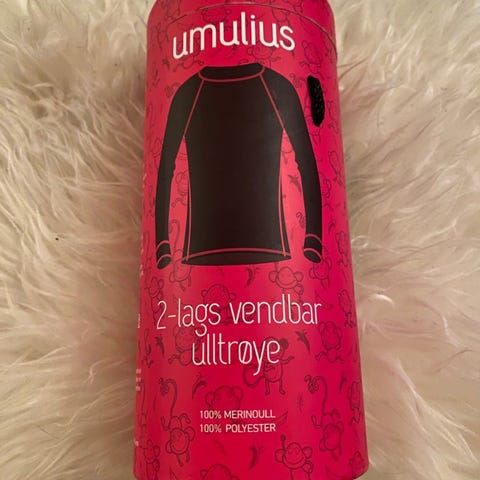 umulius
2-lags vendbar
ulltrøye
100% MERINOULL
100% POLYESTER